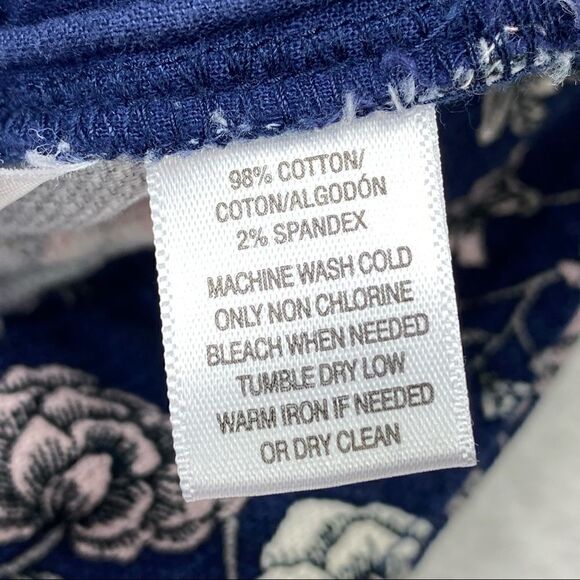 98% COTTON/
COTON/ALGODÓN
2% SPANDEX
MACHINE WASH COLD
ONLY NON CHLORINE
BLEACH WHEN NEEDED
TUMBLE DRY LOW
WARM IRON IF NEEDED
OR DRY CLEAN